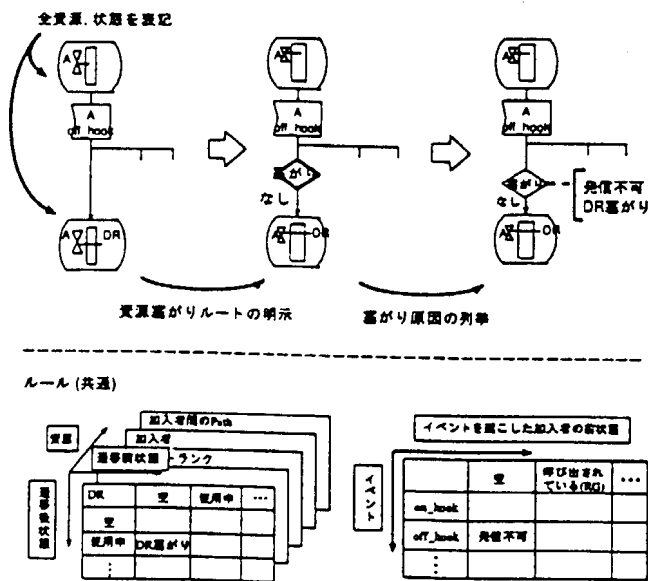 全資源,状態を表記
A
A
A
A
off_hook
A
off_hook
A
off_hook
塞がり
塞がり
発信不可
DR塞がり
なし
なし
A
DR
A
DR
A
DR
資源塞がりルートの明示
塞がり原因の列挙
ルール (共通)
加入者間のPath
加入者
トランク
資源
遷移前状態
遷移後状態
DR
空
使用中
…
空
使用中
DR塞がり
⋮
イベントを起こした加入者の前状態
イベント
空
呼び出され
ている(RG)
…
on_hook
off_hook
発信不可
⋮